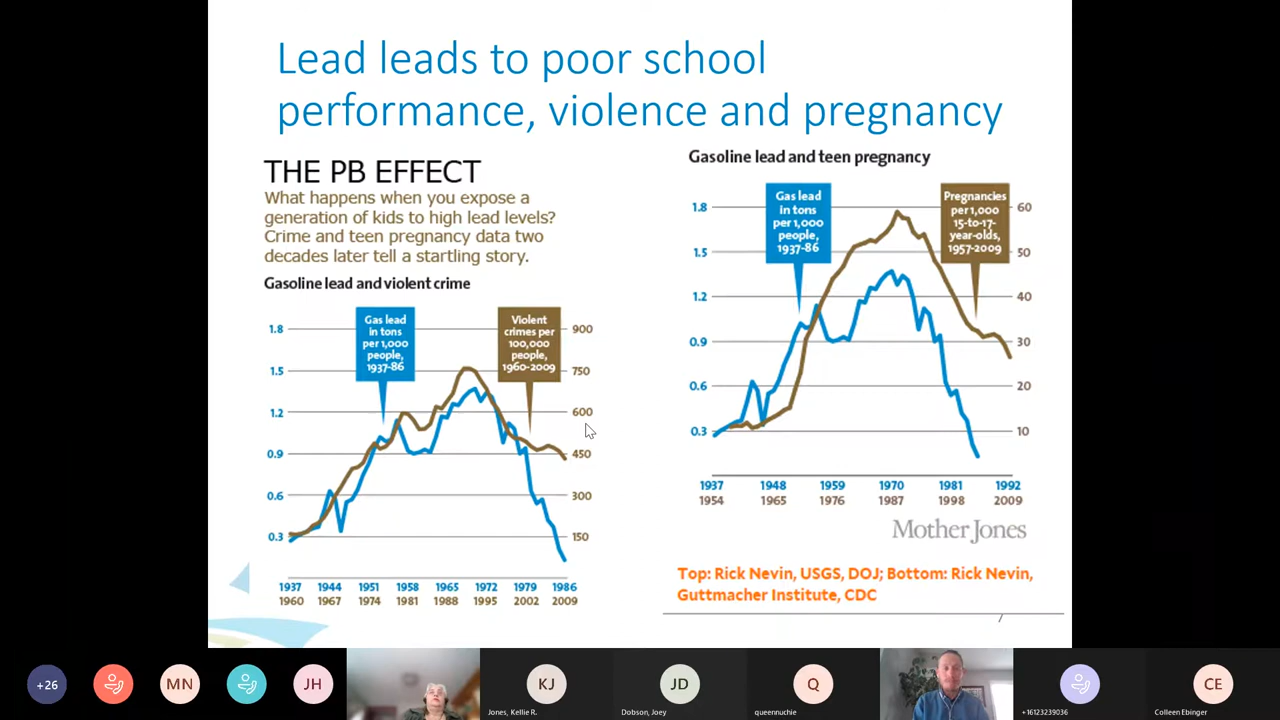 Lead leads to poor school
performance, violence and pregnancy
THE PB EFFECT
What happens when you expose a
generation of kids to high lead levels?
Crime and teen pregnancy data two
decades later tell a startling story.
Gasoline lead and violent crime
Gas lead
in tons
per 1,000
people,
1937-86
Violent
crimes per
100,000
people,
1960-2009
1.8 900
1.5 750
1.2 600
0.9 450
0.6 300
0.3 150
1937 1944 1951 1958 1965 1972 1979 1986
1960 1967 1974 1981 1988 1995 2002 2009
Gasoline lead and teen pregnancy
Gas lead
in tons
per 1,000
people,
1937-86
Pregnancies
per 1,000
15-to-17-
year-olds,
1957-2009
1.8 60
1.5 50
1.2 40
0.9 30
0.6 20
0.3 10
1937 1948 1959 1970 1981 1992
1954 1965 1976 1987 1998 2009
Mother Jones
Top: Rick Nevin, USGS, DOJ; Bottom: Rick Nevin,
Guttmacher Institute, CDC
7
+26 MN JH KJ JD Q CE
Jones, Kellie R. Dobson, Joey queennuchie +16123239036 Colleen Ebinger